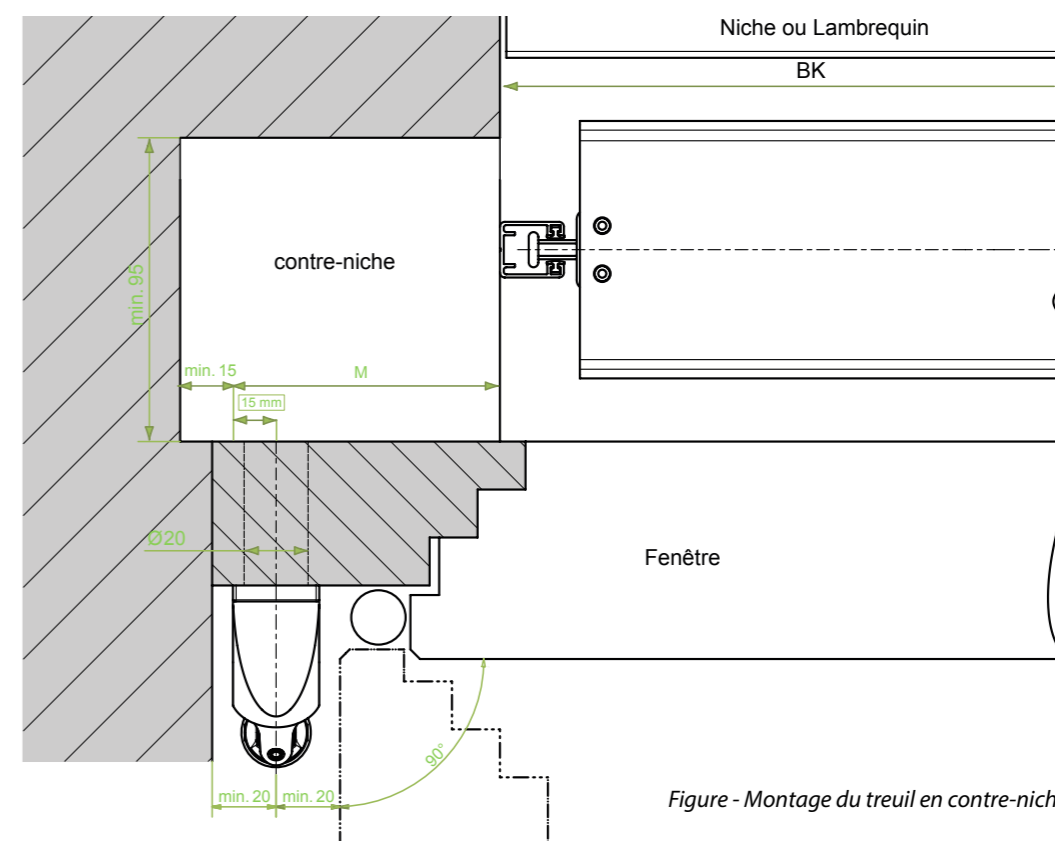 Niche ou Lambrequin
BK
contre-niche
min. 95
min. 15
M
15 mm
Ø20
Fenêtre
90°
min. 20
min. 20
Figure - Montage du treuil en contre-nich